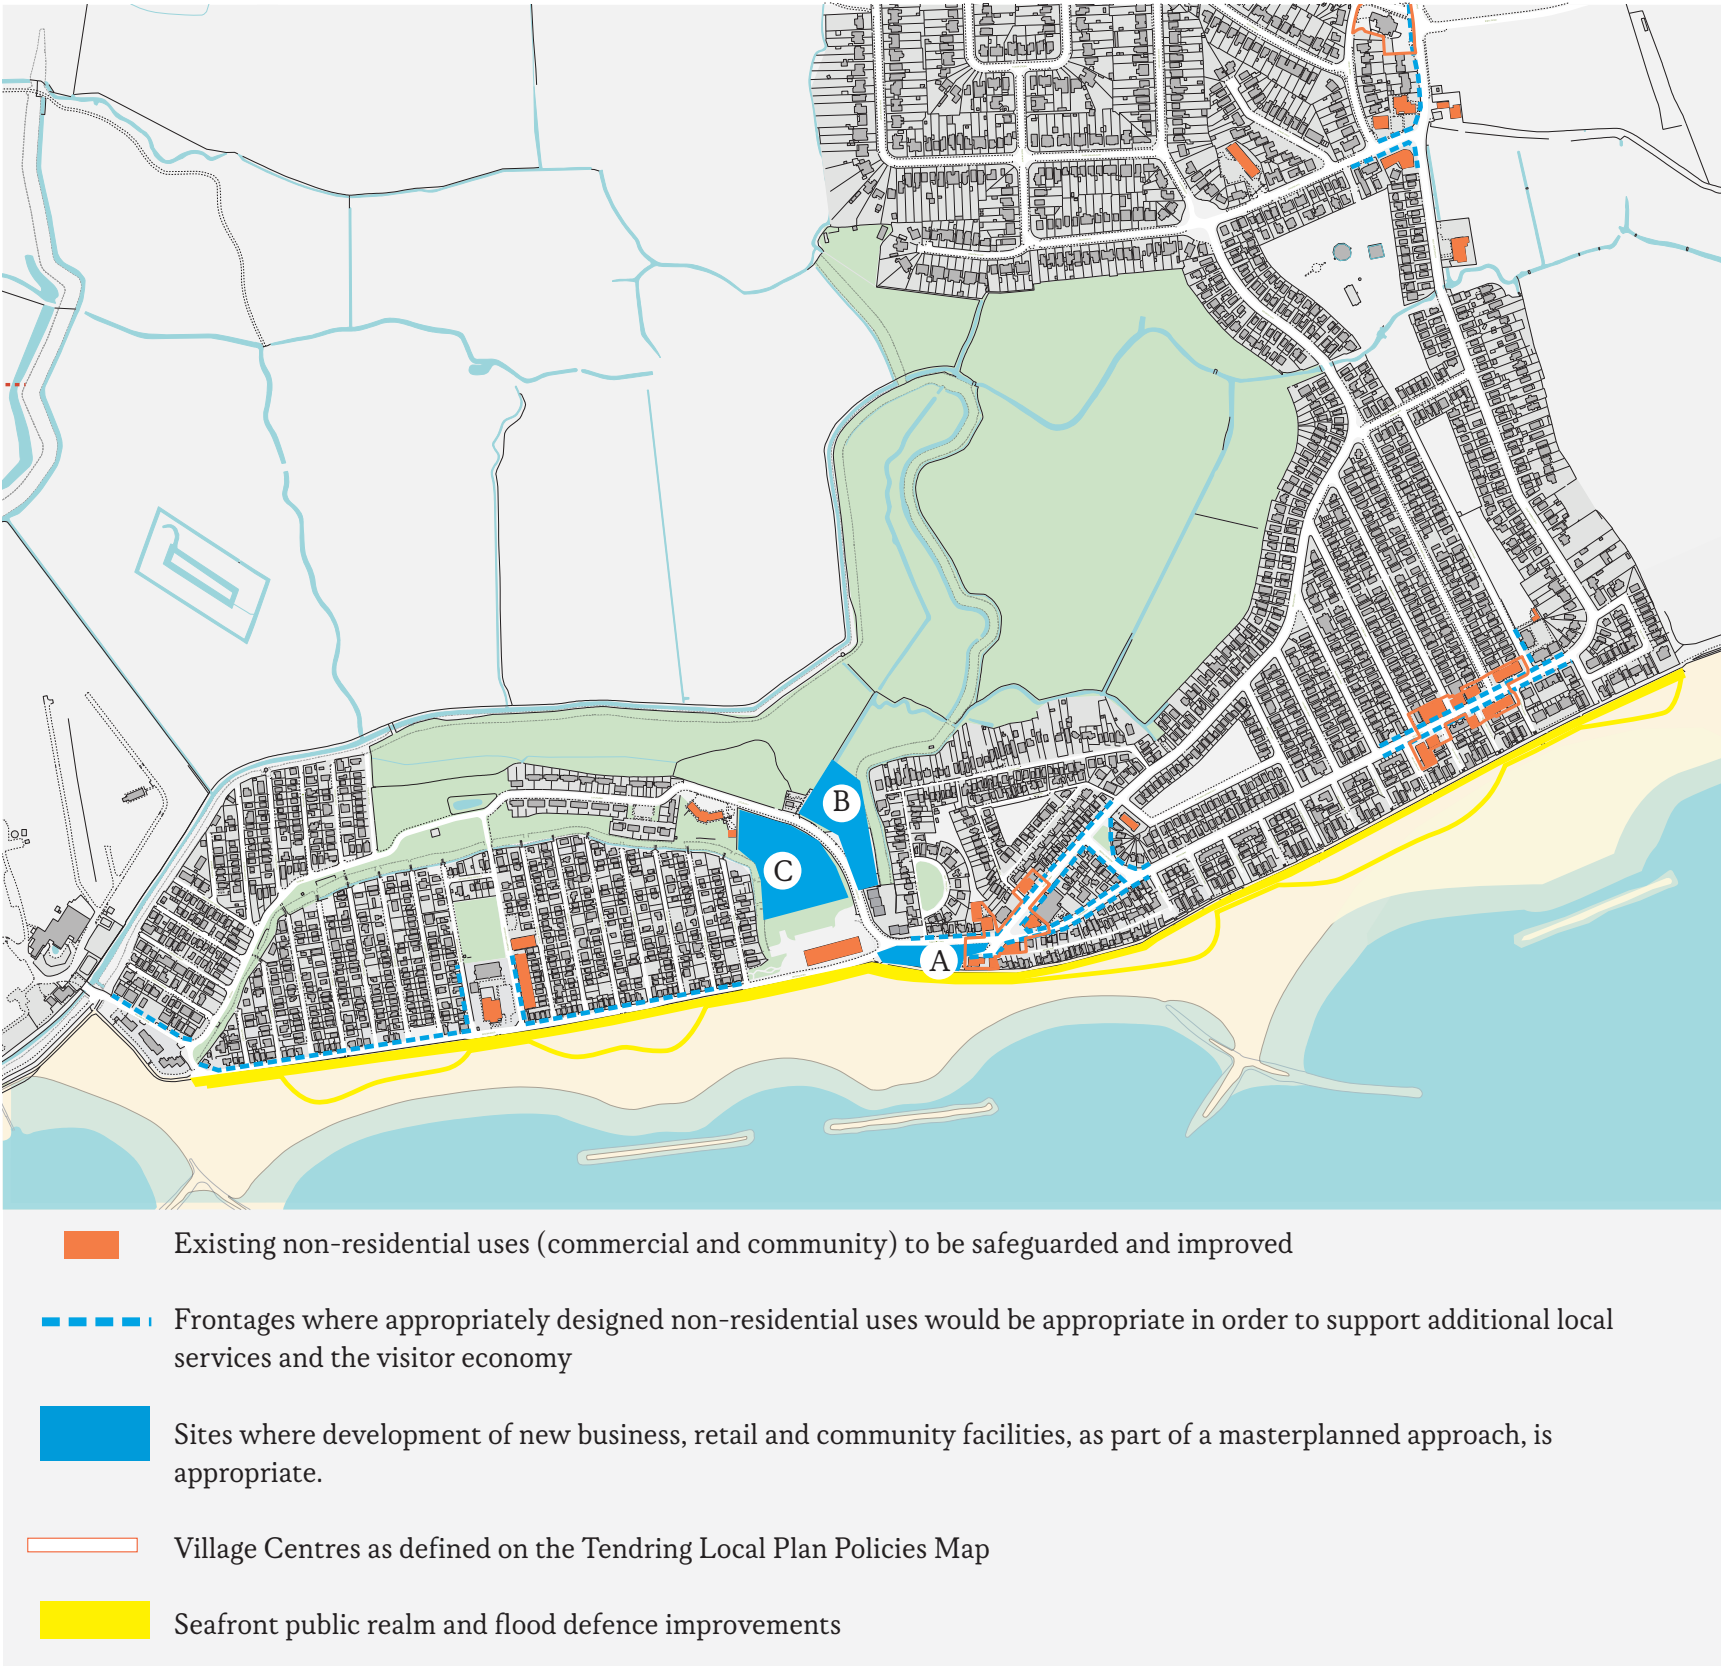 B
C
A
Existing non-residential uses (commercial and community) to be safeguarded and improved
Frontages where appropriately designed non-residential uses would be appropriate in order to support additional local
services and the visitor economy
Sites where development of new business, retail and community facilities, as part of a masterplanned approach, is
appropriate.
Village Centres as defined on the Tendring Local Plan Policies Map
Seafront public realm and flood defence improvements